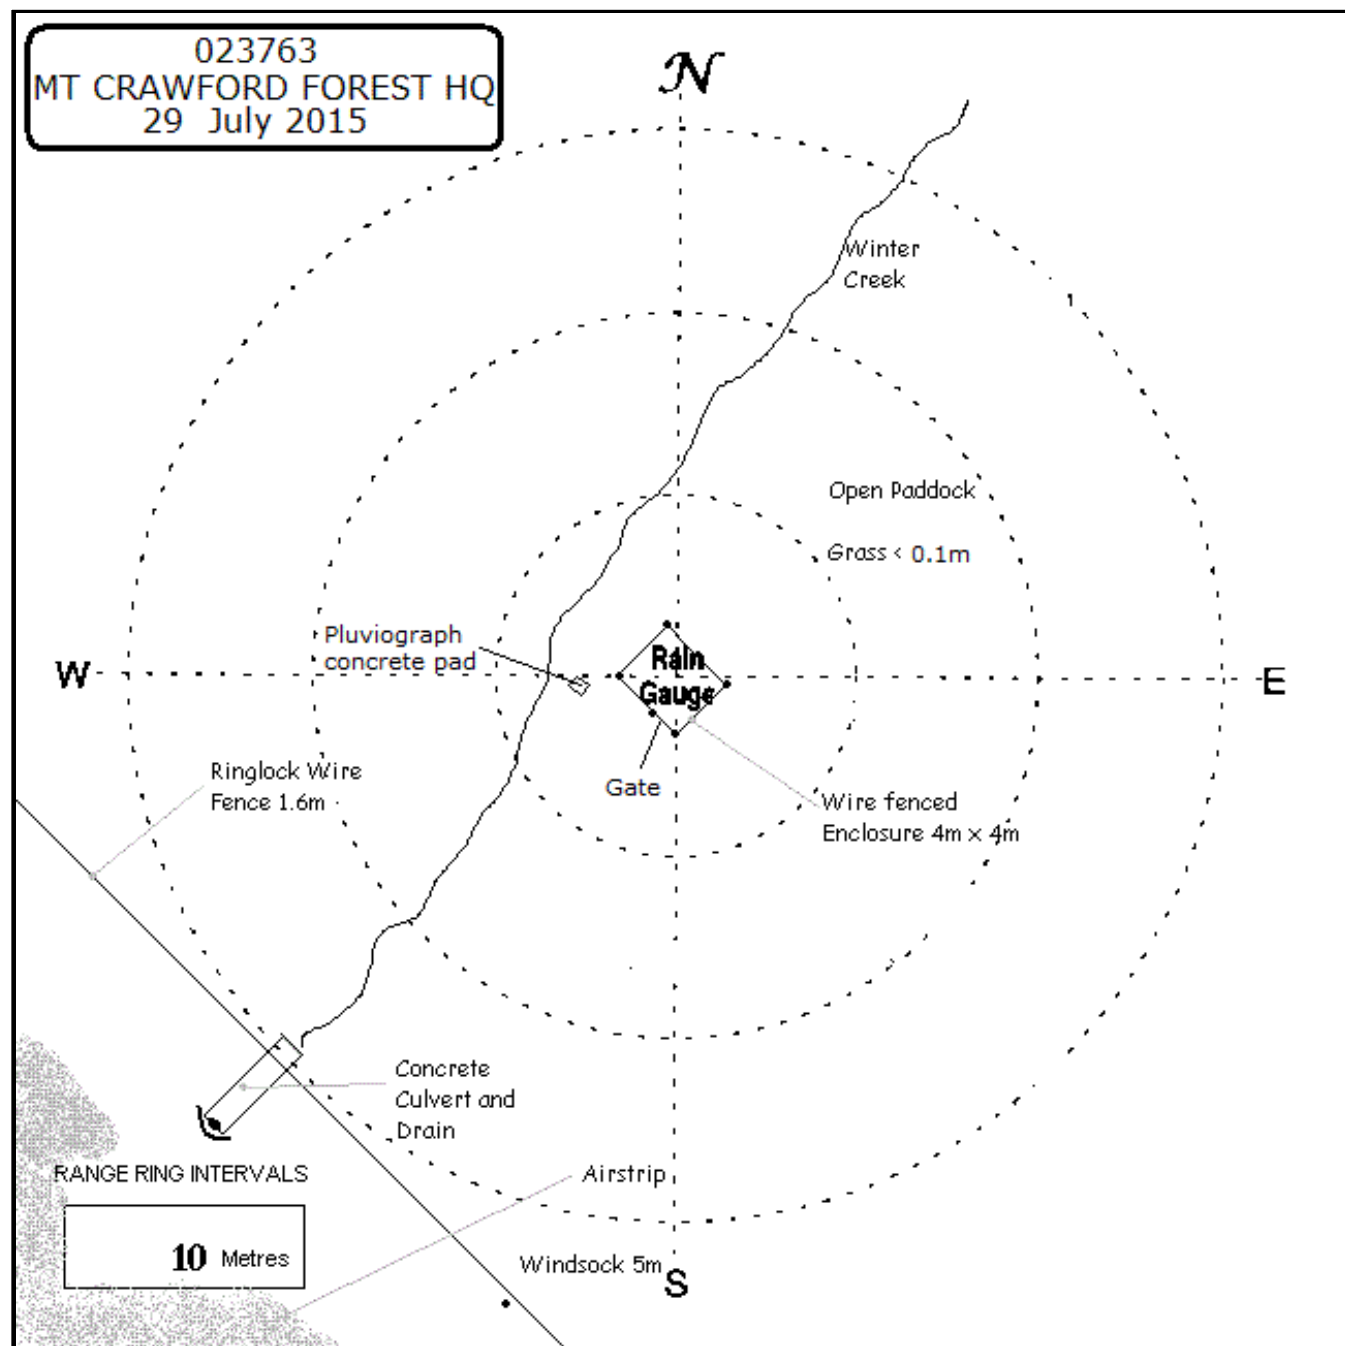 023763
MT CRAWFORD FOREST HQ
29 July 2015
N
Winter
Creek
Open Paddock
Grass < 0.1m
Pluviograph
concrete pad
Rain
Gauge
W
E
Gate
Ringlock Wire
Fence 1.6m
Wire fenced
Enclosure 4m x 4m
Concrete
Culvert and
Drain
RANGE RING INTERVALS
10 Metres
Airstrip
Windsock 5m
S